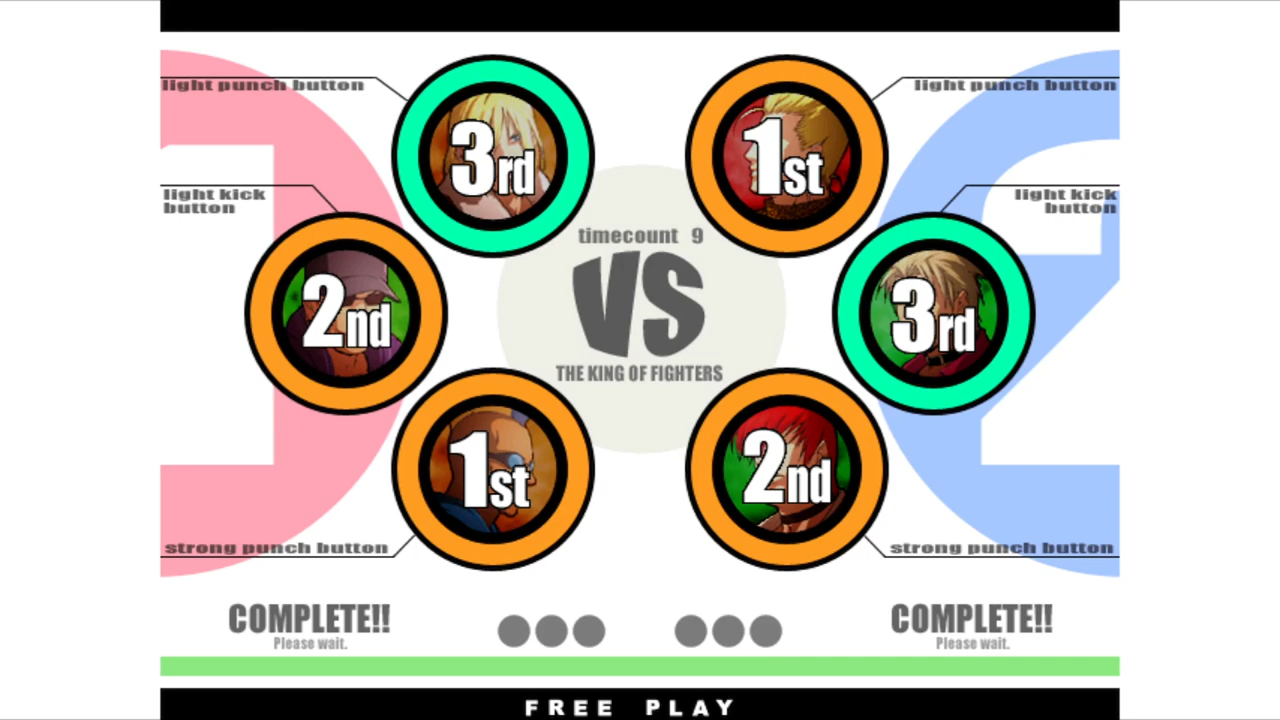 light punch button
light punch button
3rd
1st
light kick
button
light kick
button
timecount 9
VS
2nd
3rd
THE KING OF FIGHTERS
1st
2nd
strong punch button
strong punch button
COMPLETE!!
Please wait.
COMPLETE!!
Please wait.
FREE PLAY
1
2